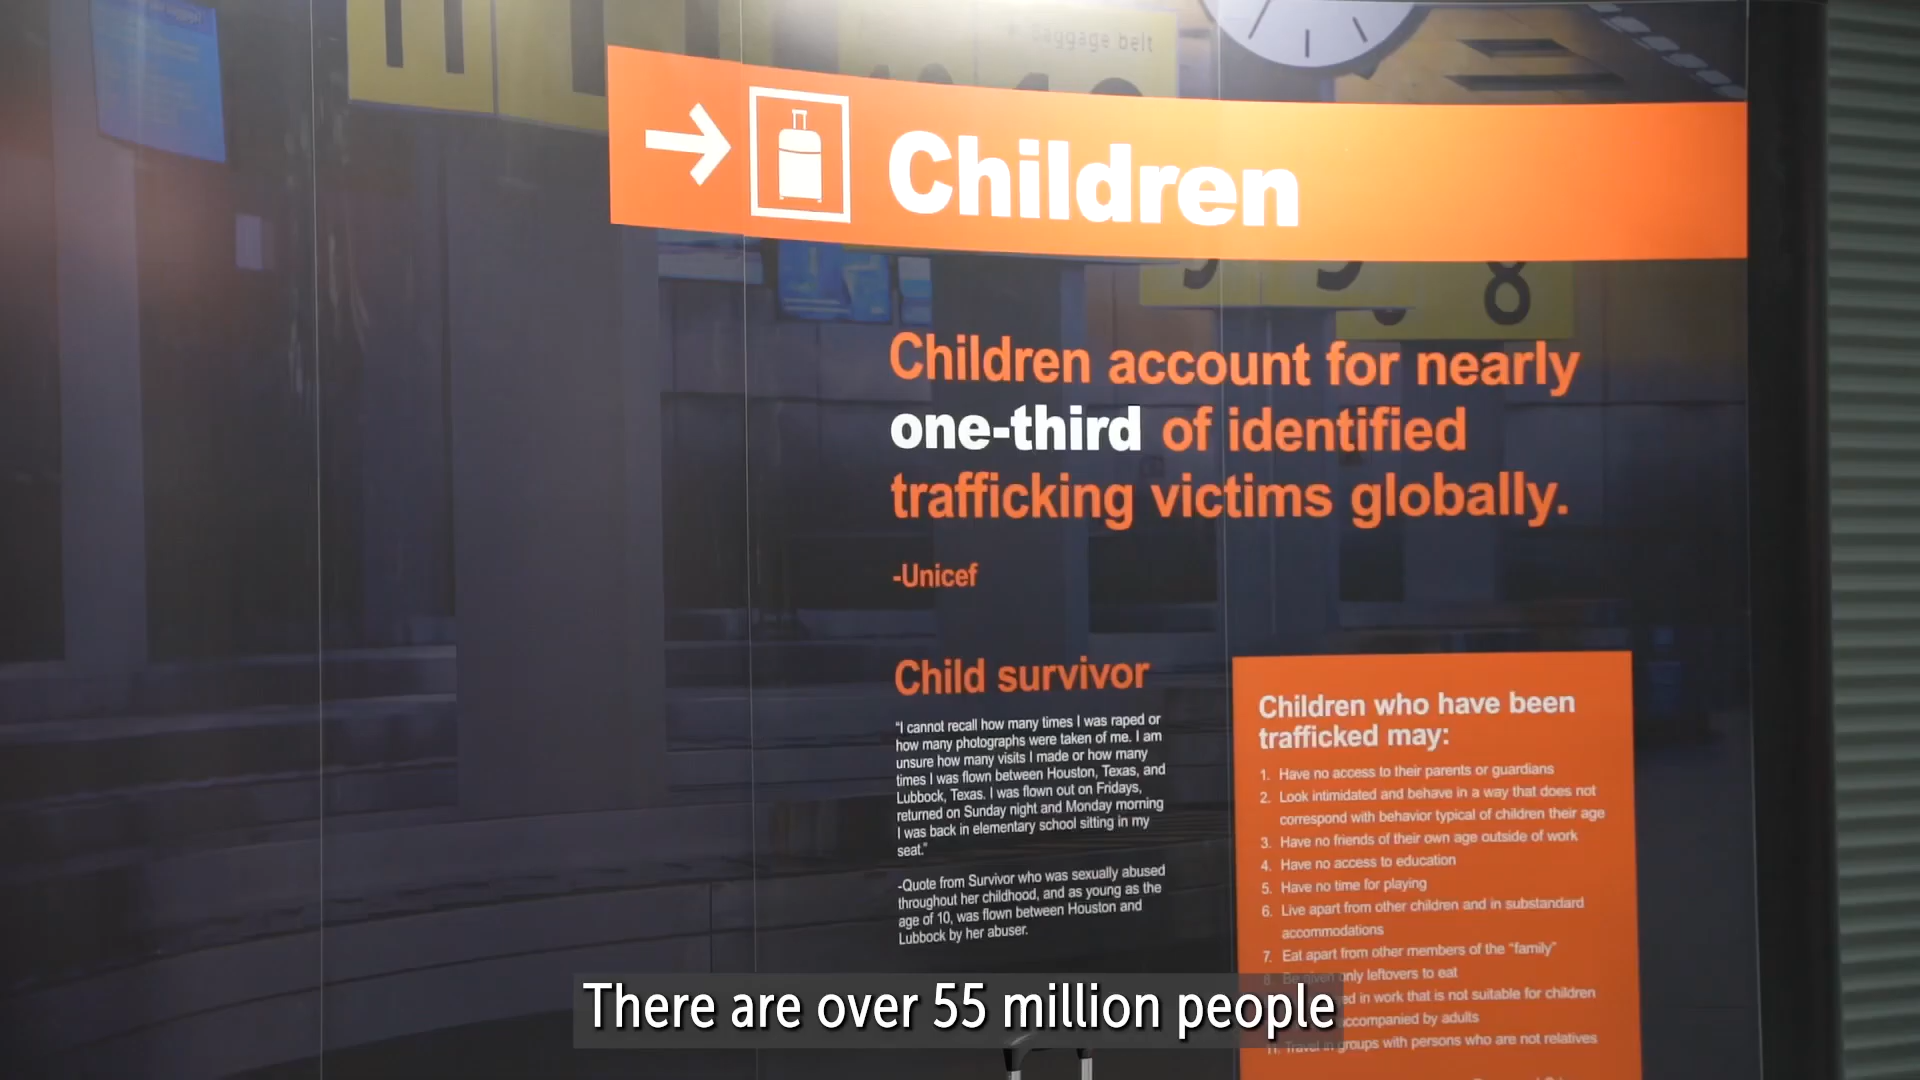 baggage belt
Children
8
Children account for nearly
one-third of identified
trafficking victims globally.
-Unicef
Child survivor
"I cannot recall how many times I was raped or
how many photographs were taken of me. I am
unsure how many visits I made or how many
times I was flown between Houston, Texas, and
Lubbock, Texas. I was flown out on Fridays,
returned on Sunday night and Monday morning
I was back in elementary school sitting in my
seat."
-Quote from Survivor who was sexually abused
throughout her childhood, and as young as the
age of 10, was flown between Houston and
Lubbock by her abuser.
Children who have been
trafficked may:
1. Have no access to their parents or guardians
2. Look intimidated and behave in a way that does not
correspond with behavior typical of children their age
3. Have no friends of their own age outside of work
4. Have no access to education
5. Have no time for playing
6. Live apart from other children and in substandard
accommodations
7. Eat apart from other members of the "family"
8. Be given only leftovers to eat
in work that is not suitable for children
accompanied by adults
11. Travel in groups with persons who are not relatives
There are over 55 million people